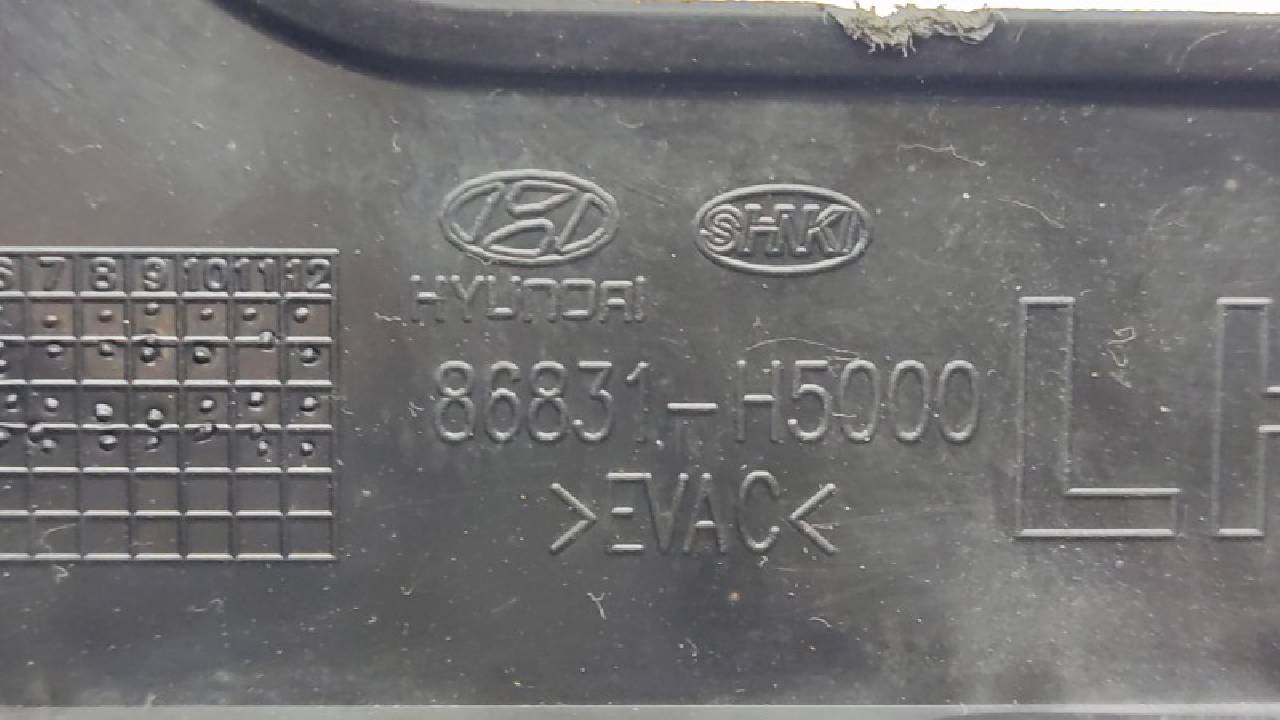 SHNKI
HYUNDAI
6 7 8 9 10 11 12
86831-H5000
>EVAC<
LH